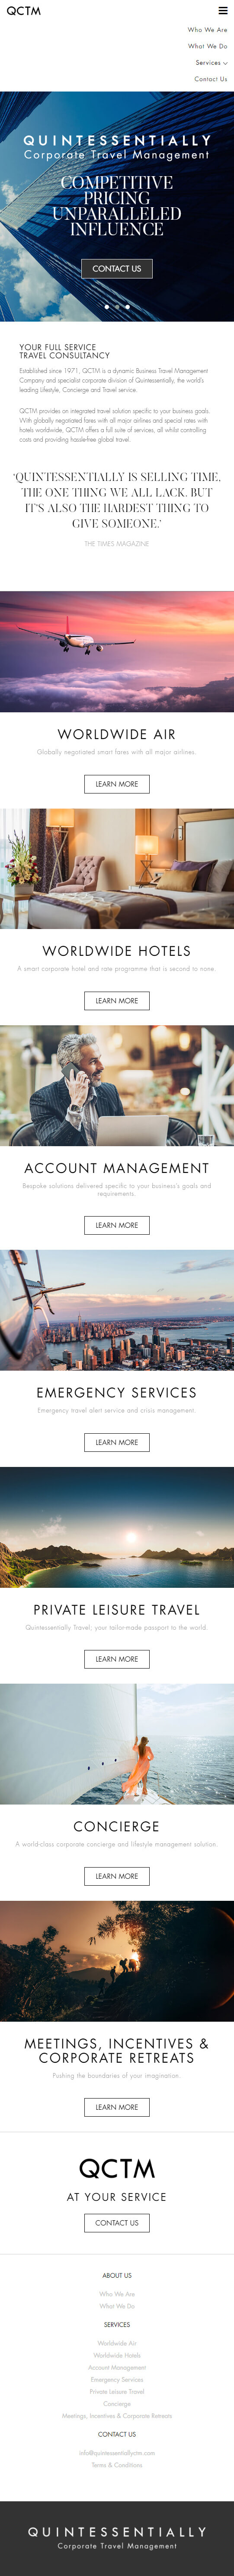 QCTM
Who We Are
What We Do
Services
Contact Us
QUINTESSENTIALLY
Corporate Travel Management
COMPETITIVE
PRICING
UNPARALLELED
INFLUENCE
CONTACT US
YOUR FULL SERVICE
TRAVEL CONSULTANCY
Established since 1971, QCTM is a dynamic Business Travel Management
Company and specialist corporate division of Quintessentially, the world's
leading Lifestyle, Concierge and Travel service.
QCTM provides an integrated travel solution specific to your business goals.
With globally negotiated fares with all major airlines and special rates with
hotels worldwide, QCTM offers a full suite of services, all whilst controlling
costs and providing hassle-free global travel.
'QUINTESSENTIALLY IS SELLING TIME,
THE ONE THING WE ALL LACK. BUT
IT'S ALSO THE HARDEST THING TO
GIVE SOMEONE.'
THE TIMES MAGAZINE
WORLDWIDE AIR
Globally negotiated smart fares with all major airlines.
LEARN MORE
WORLDWIDE HOTELS
A smart corporate hotel and rate programme that is second to none.
LEARN MORE
ACCOUNT MANAGEMENT
Bespoke solutions delivered specific to your business's goals and
requirements.
LEARN MORE
EMERGENCY SERVICES
Emergency travel alert service and crisis management.
LEARN MORE
PRIVATE LEISURE TRAVEL
Quintessentially Travel; your tailor-made passport to the world.
LEARN MORE
CONCIERGE
A world-class corporate concierge and lifestyle management solution.
LEARN MORE
MEETINGS, INCENTIVES &
CORPORATE RETREATS
Pushing the boundaries of your imagination.
LEARN MORE
QCTM
AT YOUR SERVICE
CONTACT US
ABOUT US
Who We Are
What We Do
SERVICES
Worldwide Air
Worldwide Hotels
Account Management
Emergency Services
Private Leisure Travel
Concierge
Meetings, Incentives & Corporate Retreats
CONTACT US
info@quintessentiallyctm.com
Terms & Conditions
QUINTESSENTIALLY
Corporate Travel Management